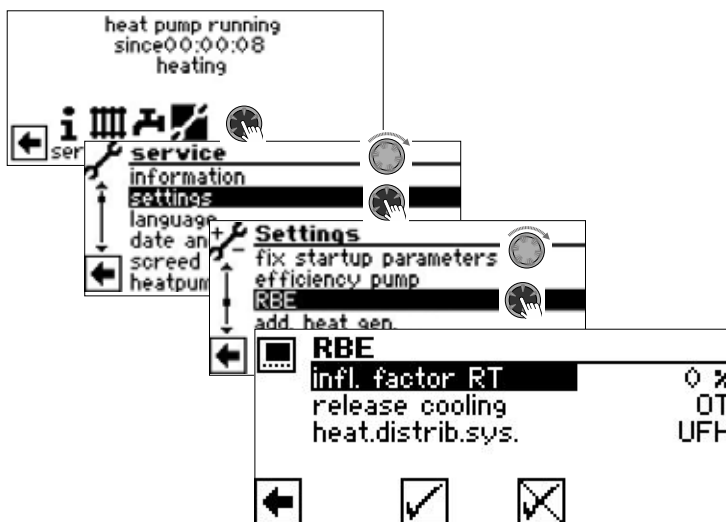 heat pump running
since00:00:08
heating
ser
service
information
settings
language
date an
screed
heatpum
Settings
fix startup parameters
efficiency pump
RBE
add. heat gen.
RBE
infl. factor RT 0 %
release cooling OT
heat.distrib.sys. UFH